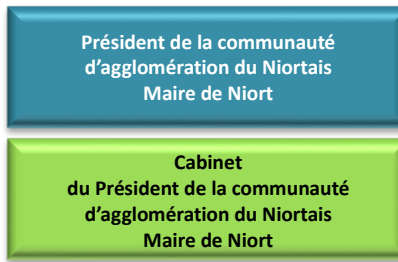 Président de la communauté
d’agglomération du Niortais
Maire de Niort
Cabinet
du Président de la communauté
d’agglomération du Niortais
Maire de Niort